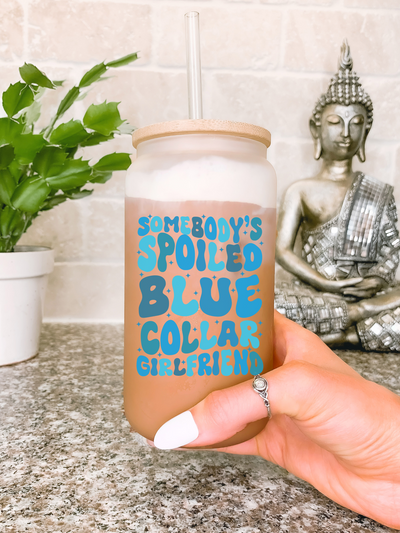 SOMEBODY'S
SPOILED
BLUE
COLLAR
GIRLFRIEND